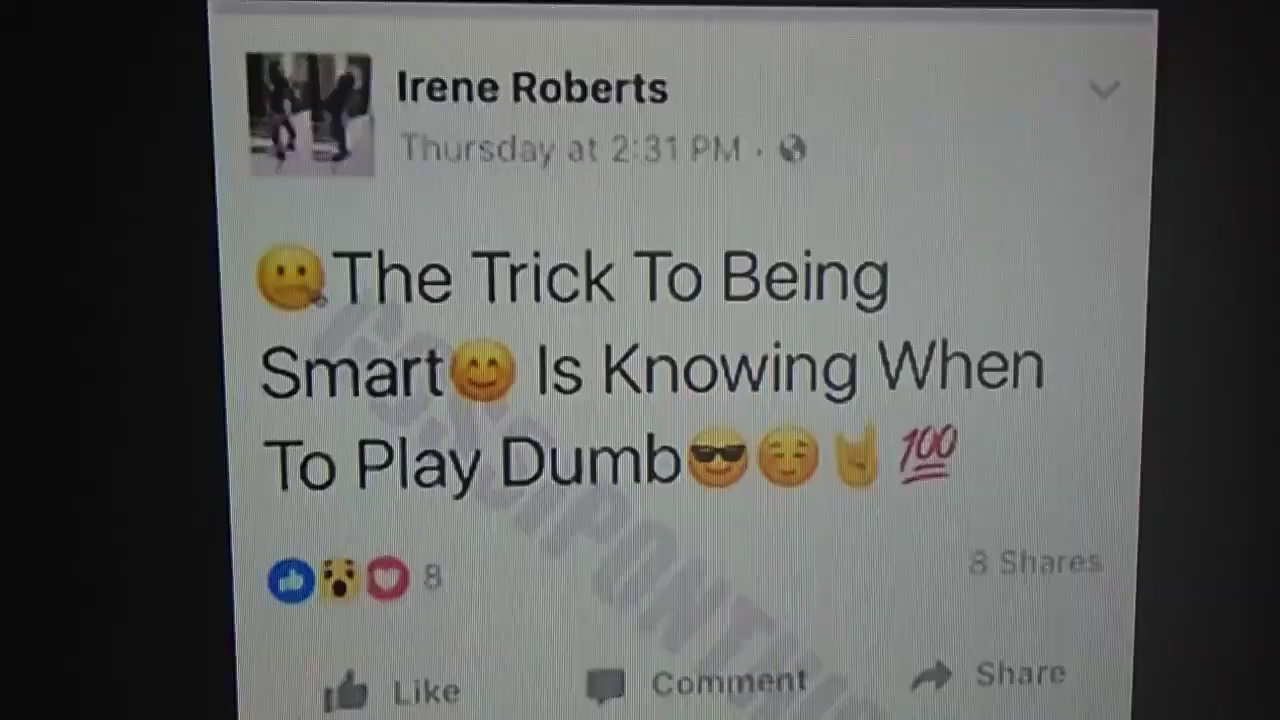 Irene Roberts
Thursday at 2:31 PM ·
🤐The Trick To Being
Smart😊 Is Knowing When
To Play Dumb😎😌🤘💯
8
8 Shares
Like
Comment
Share